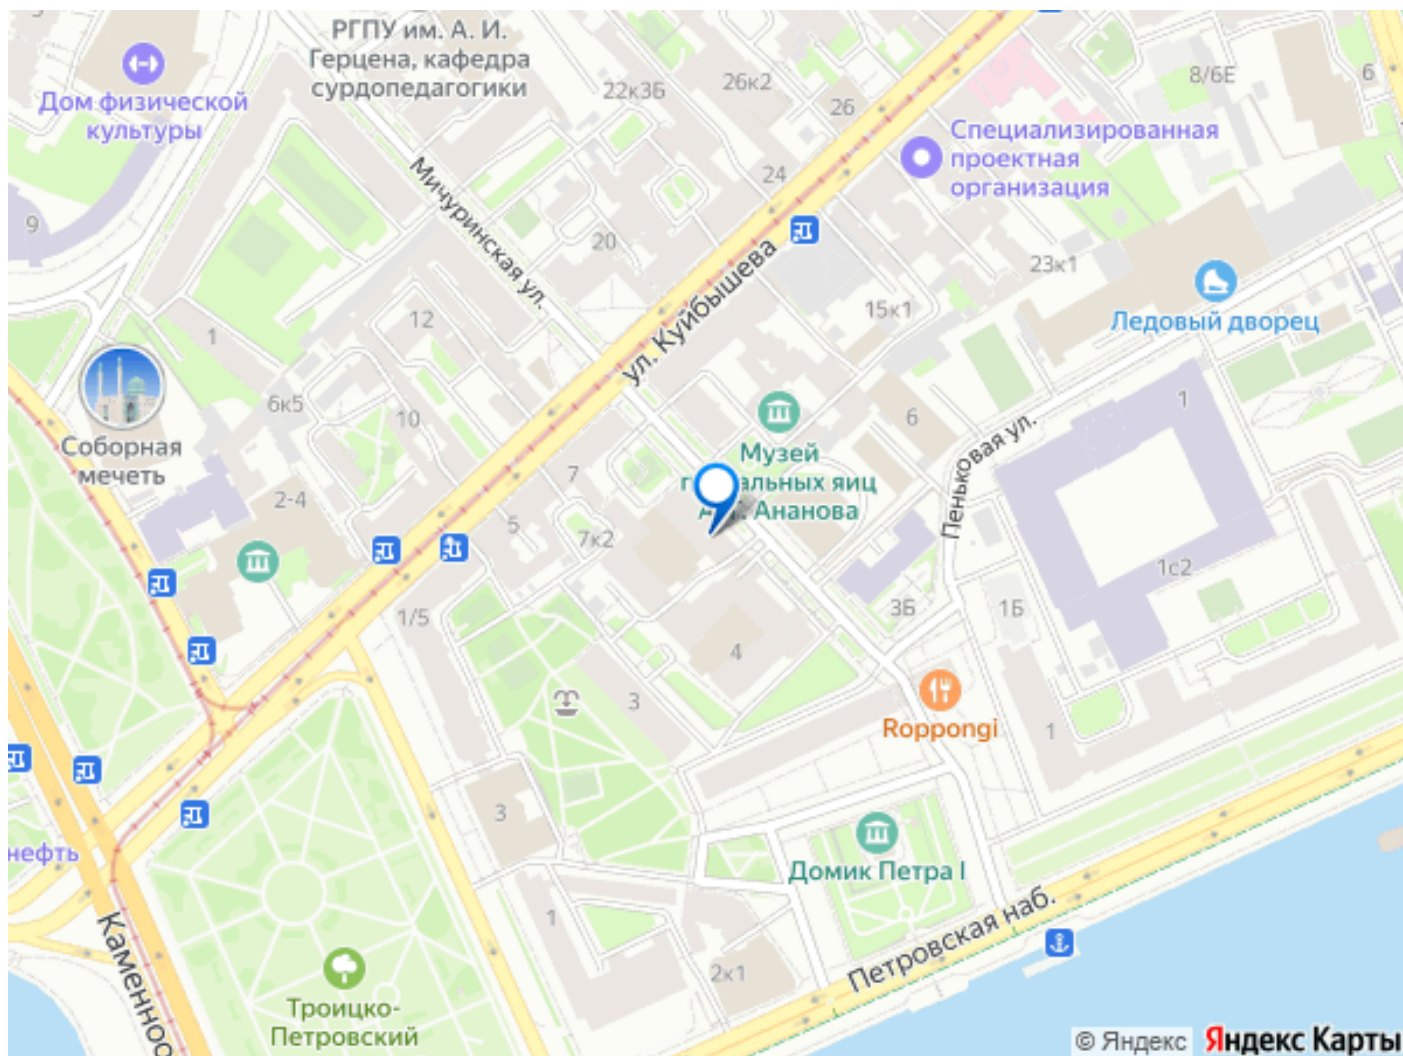 РГПУ им. А. И.
Герцена, кафедра
сурдопедагогики
Дом физической
культуры
22к3Б
26к2
26
8/6Е
6
Специализированная
проектная
организация
24
9
Мичуринская ул.
20
23к1
15к1
Ледовый дворец
1
12
ул. Куйбышева
6к5
10
6
1
Соборная
мечеть
Музей
альных яиц
Ананова
Пеньковая ул.
7
2-4
5
7к2
1с2
3Б
1Б
1/5
4
3
Roppongi
1
3
нефть
Домик Петра I
Каменноо
1
Петровская наб.
2к1
Троицко-
Петровский
© Яндекс Яндекс Карты